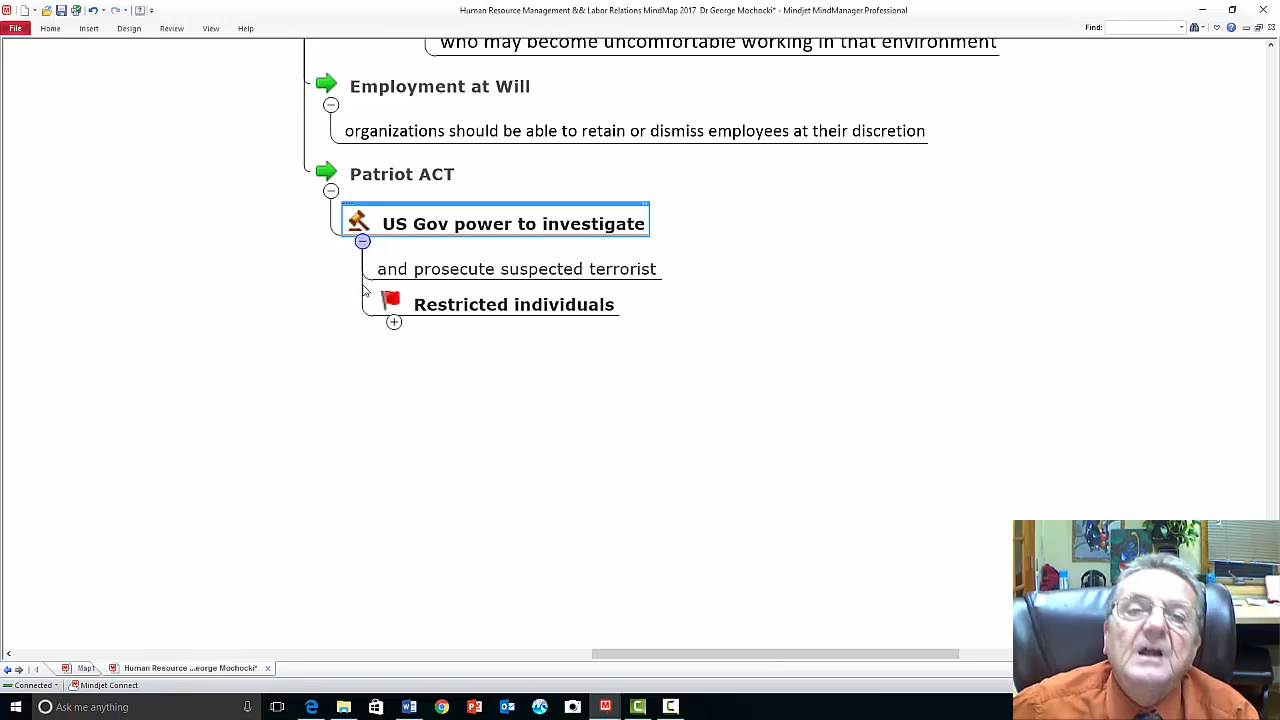 Human Resource Management && Labor Relations MindMap 2017 Dr George Mochocki* - Mindjet MindManager Professional
File Home Insert Design Review View Help Find:
who may become uncomfortable working in that environment
Employment at Will
organizations should be able to retain or dismiss employees at their discretion
Patriot ACT
US Gov power to investigate
and prosecute suspected terrorist
Restricted individuals
Map1 Human Resource ...eorge Mochocki*
Connected Mindjet Connect
Ask me anything